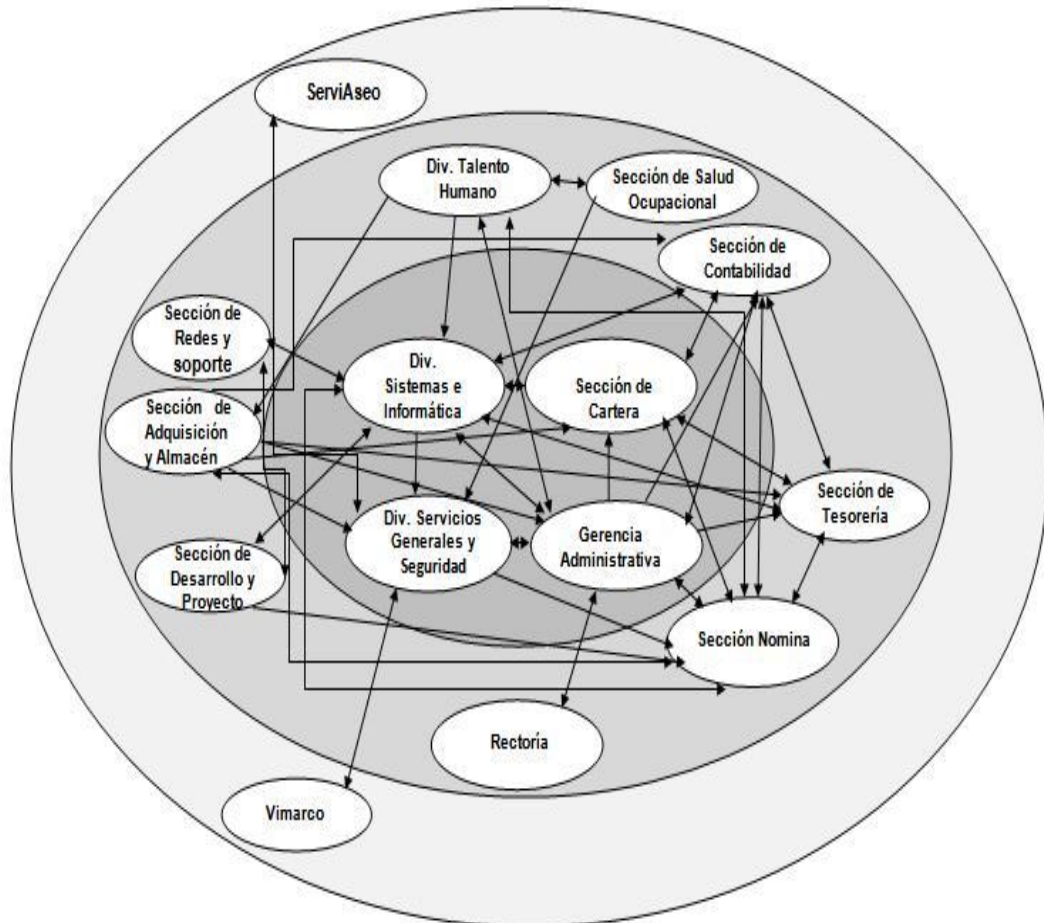 ServiAseo
Div. Talento
Humano
Sección de Salud
Ocupacional
Sección de
Contabilidad
Sección de
Redes y
soporte
Div.
Sistemas e
Informática
Sección de
Cartera
Sección de
Adquisición
y Almacén
Sección de
Tesorería
Div. Servicios
Generales y
Seguridad
Gerencia
Administrativa
Sección de
Desarrollo y
Proyecto
Sección Nomina
Rectoría
Vimarco